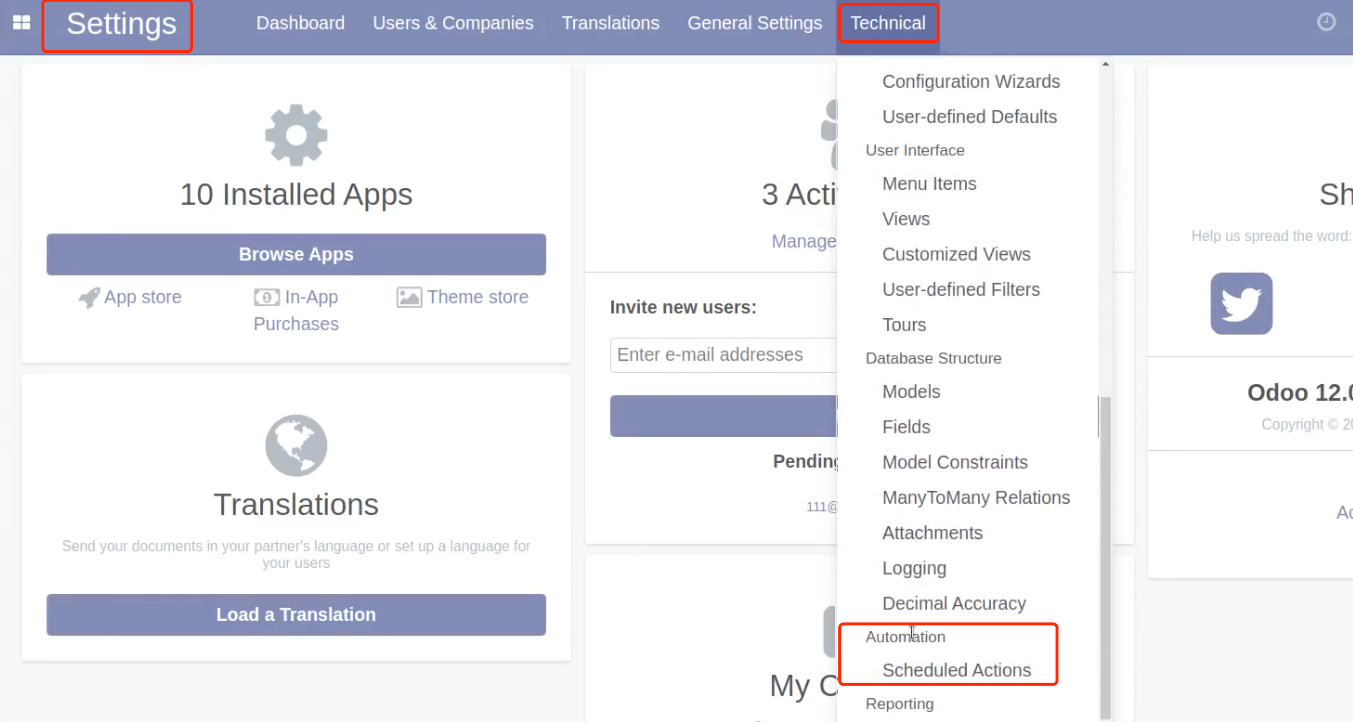 Settings
Dashboard
Users & Companies
Translations
General Settings
Technical
10 Installed Apps
Browse Apps
App store
In-App
Purchases
Theme store
Translations
Send your documents in your partner's language or set up a language for
your users
Load a Translation
3 Acti
Manage
Invite new users:
Enter e-mail addresses
Pending
111@
My C
Configuration Wizards
User-defined Defaults
User Interface
Menu Items
Views
Customized Views
User-defined Filters
Tours
Database Structure
Models
Fields
Model Constraints
ManyToMany Relations
Attachments
Logging
Decimal Accuracy
Automation
Scheduled Actions
Reporting
Sh
Help us spread the word:
Odoo 12.0
Copyright © 20
Ac